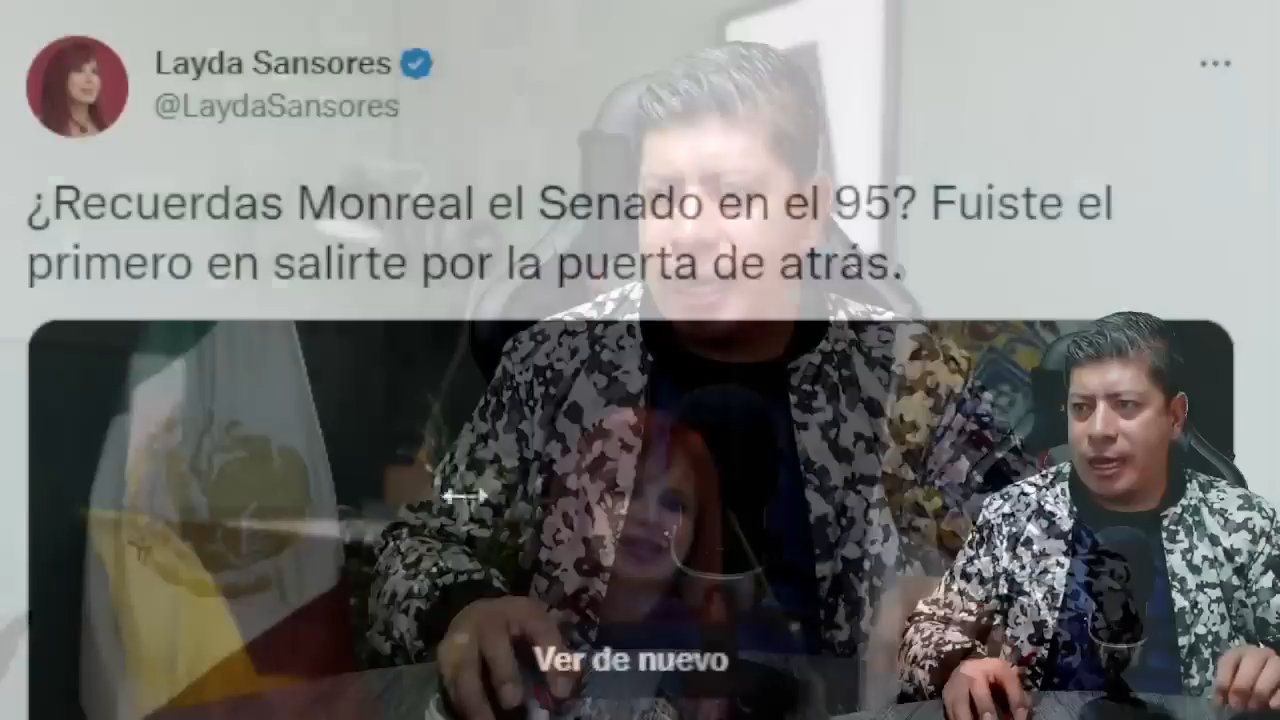 Layda Sansores
@LaydaSansores
¿Recuerdas Monreal el Senado en el 95? Fuiste el
primero en salirte por la puerta de atrás.
Ver de nuevo